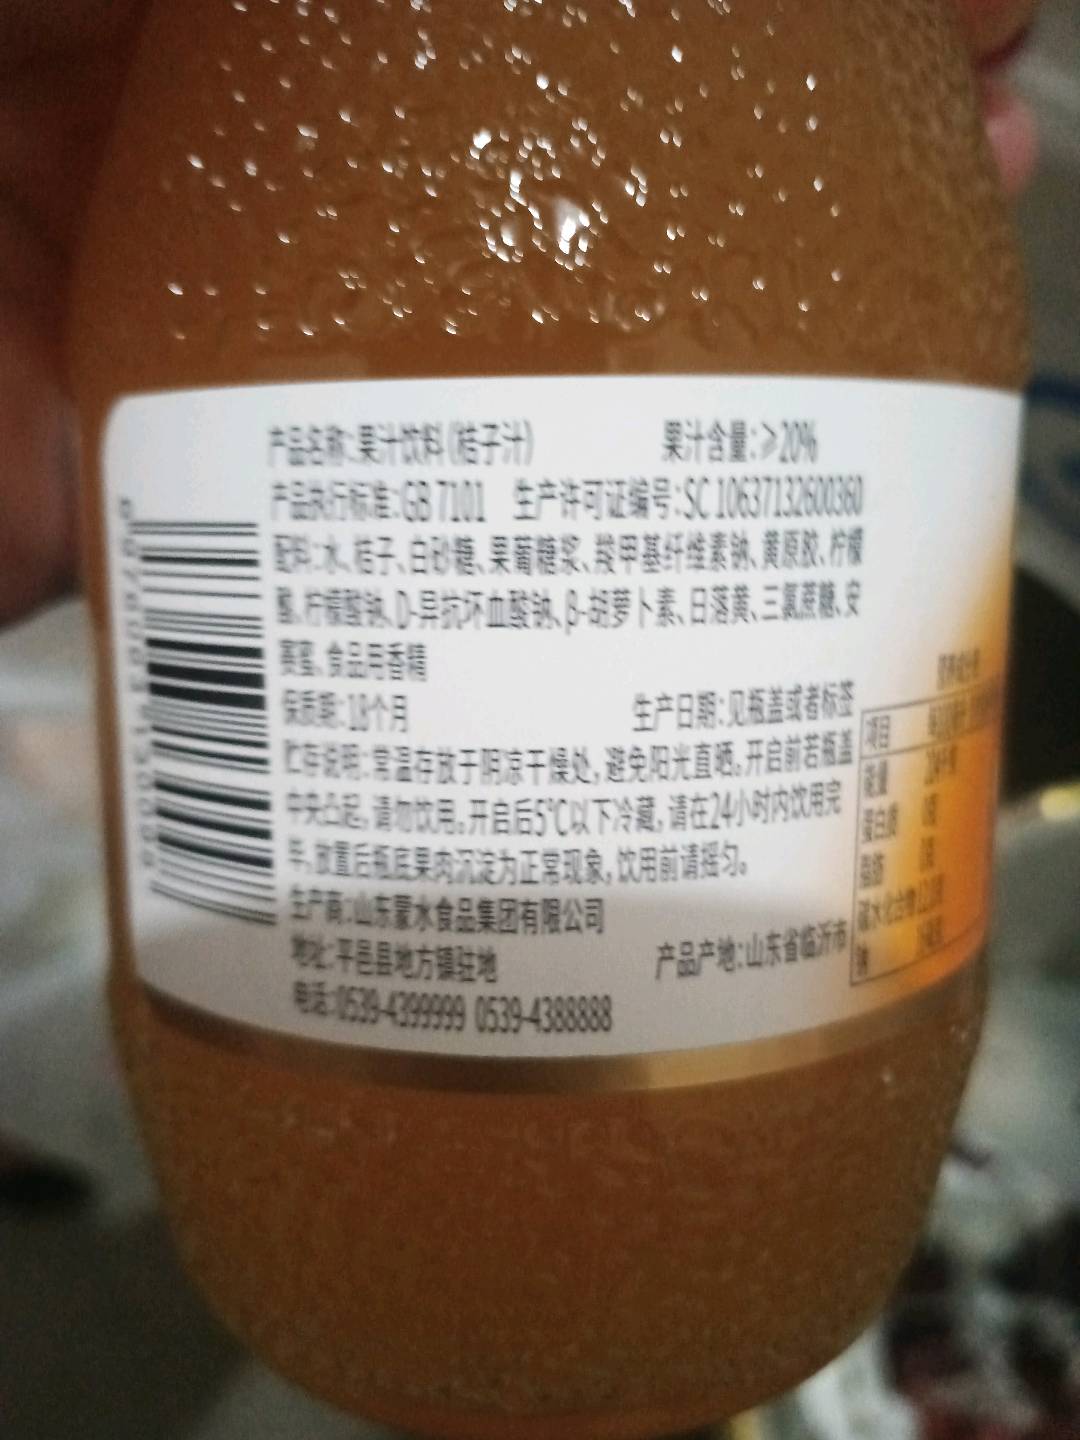 产品名称:果汁饮料(桔子汁) 果汁含量:≥20%
产品执行标准:GB 7101 生产许可证编号:SC 10637132600360
配料:水、桔子、白砂糖、果葡糖浆、羧甲基纤维素钠、黄原胶、柠檬
酸、柠檬酸钠、D-异抗坏血酸钠、β-胡萝卜素、日落黄、三氯蔗糖、安
赛蜜、食品用香精
保质期:18个月 生产日期:见瓶盖或者标签
贮存说明:常温存放于阴凉干燥处,避免阳光直晒。开启前若瓶盖
中央凸起,请勿饮用。开启后5℃以下冷藏,请在24小时内饮用完
毕,放置后瓶底果肉沉淀为正常现象,饮用前请摇匀。
生产商:山东蒙水食品集团有限公司
地址:平邑县地方镇驻地 产品产地:山东省临沂市
电话:0539-4399999 0539-4388888
营养成分表
项目
能量
蛋白质
脂肪
碳水化合物
钠